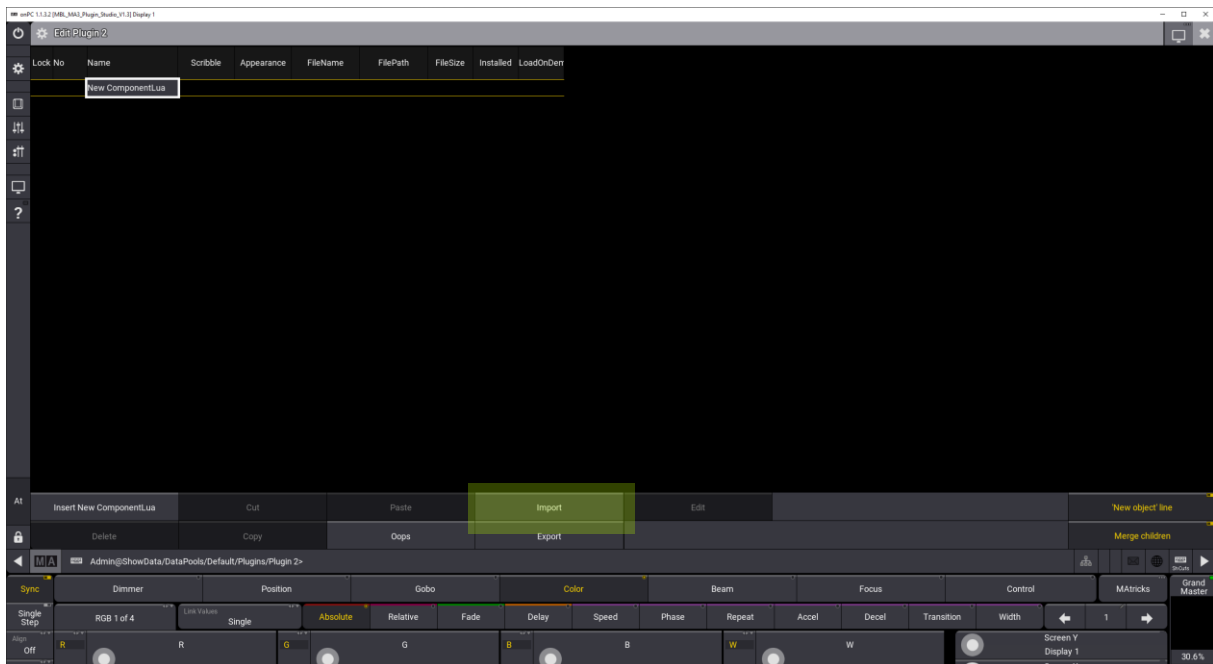 onPC 1.1.3.2 [MBL_MA3_Plugin_Studio_V1.3] Display 1
Edit Plugin 2
Lock No Name Scribble Appearance FileName FilePath FileSize Installed LoadOnDem
New ComponentLua
?
At Insert New ComponentLua Cut Paste Import Edit 'New object' line
Delete Copy Oops Export Merge children
MA Admin@ShowData/DataPools/Default/Plugins/Plugin 2> ShCuts
Sync Dimmer Position Gobo Color Beam Focus Control MAtricks Grand Master
Single Step RGB 1 of 4 Link Values Single Absolute Relative Fade Delay Speed Phase Repeat Accel Decel Transition Width 1
Align Off R R G G B B W W Screen Y Display 1 30.6%